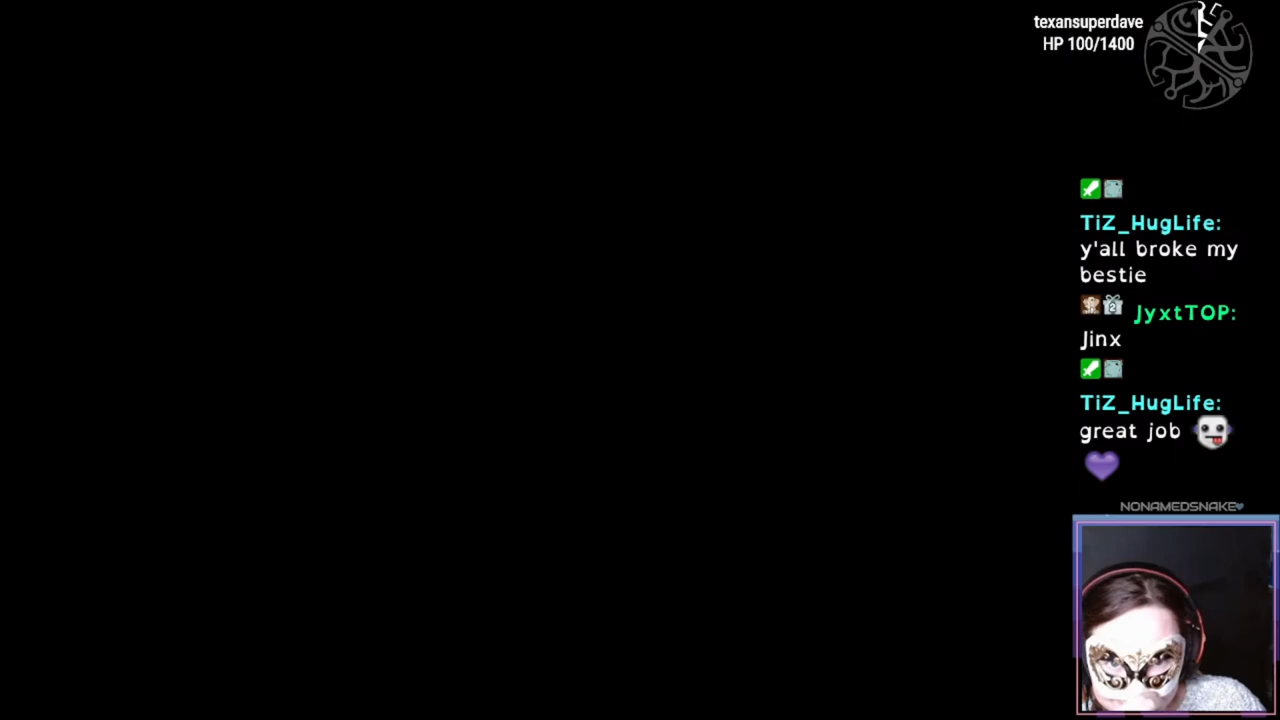 texansuperdave
HP 100/1400
TiZ_HugLife:
y'all broke my
bestie
JyxtTOP:
Jinx
TiZ_HugLife:
great job
NONAMEDSNAKE